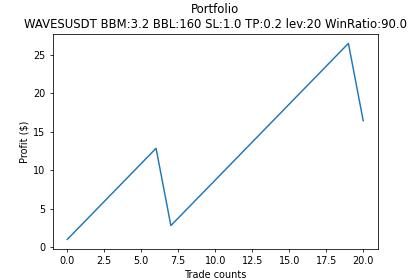 Portfolio
WAVESUSDT BBM:3.2 BBL:160 SL:1.0 TP:0.2 lev:20 WinRatio:90.0
25
20
15
10
5
0
Profit ($)
0.0 2.5 5.0 7.5 10.0 12.5 15.0 17.5 20.0
Trade counts